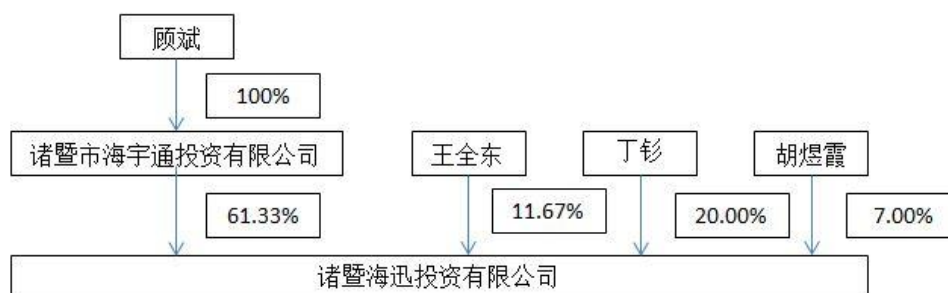 顾斌
100%
诸暨市海宇通投资有限公司
王全东
丁钐
胡煜霞
61.33%
11.67%
20.00%
7.00%
诸暨海迅投资有限公司